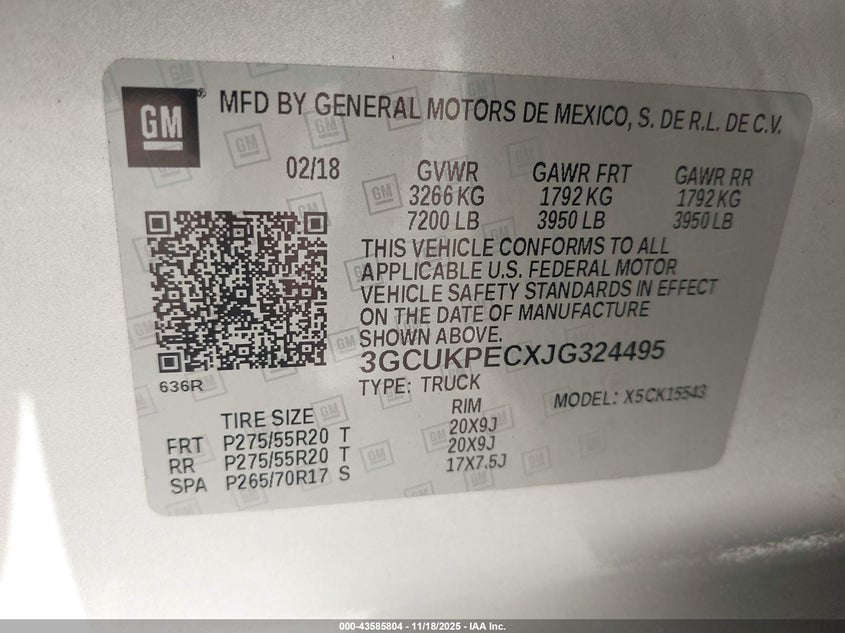 GM ® MFD BY GENERAL MOTORS DE MEXICO, S. DE R.L. DE C.V.
02/18 GVWR GAWR FRT GAWR RR
3266 KG 1792 KG 1792 KG
7200 LB 3950 LB 3950 LB
THIS VEHICLE CONFORMS TO ALL
APPLICABLE U.S. FEDERAL MOTOR
VEHICLE SAFETY STANDARDS IN EFFECT
ON THE DATE OF MANUFACTURE
SHOWN ABOVE.
3GCUKPECXJG324495
636R TYPE: TRUCK MODEL: X5CK15543
TIRE SIZE RIM
FRT P275/55R20 T 20X9J
RR P275/55R20 T 20X9J
SPA P265/70R17 S 17X7.5J
000-43585804 — 11/18/2025 — IAA Inc.